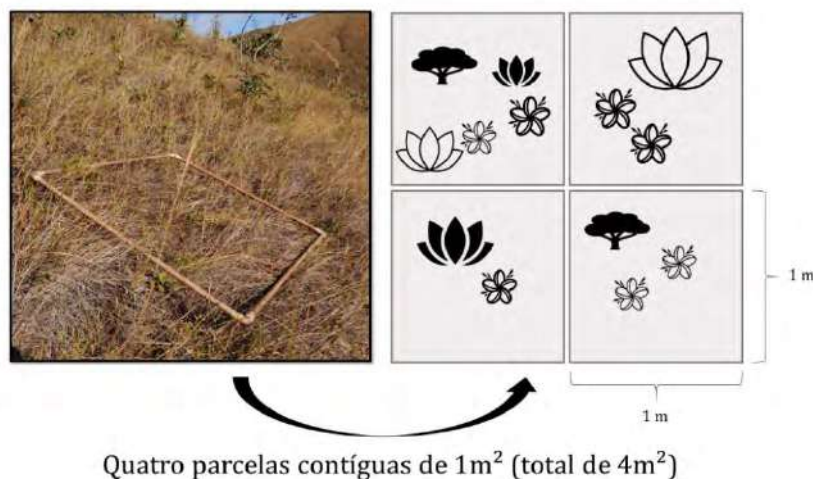 1 m
1 m
Quatro parcelas contíguas de 1m² (total de 4m²)